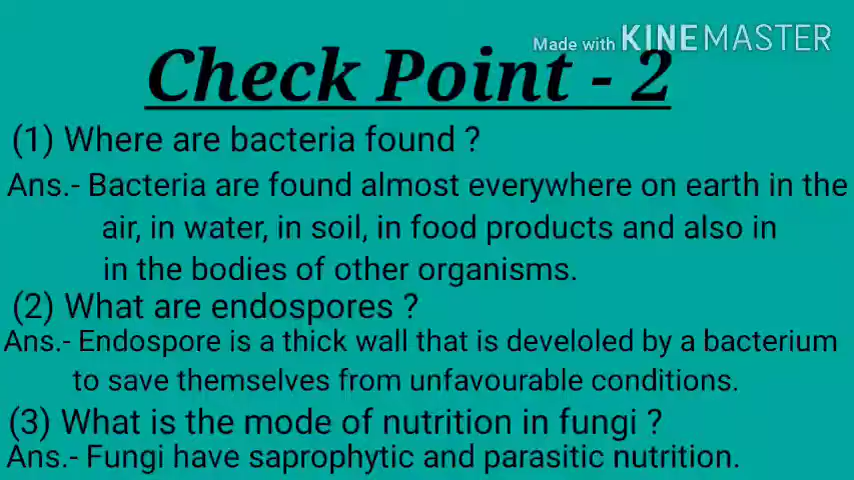 Made with KINEMASTER
Check Point - 2
(1) Where are bacteria found ?
Ans.- Bacteria are found almost everywhere on earth in the
air, in water, in soil, in food products and also in
in the bodies of other organisms.
(2) What are endospores ?
Ans.- Endospore is a thick wall that is develoled by a bacterium
to save themselves from unfavourable conditions.
(3) What is the mode of nutrition in fungi ?
Ans.- Fungi have saprophytic and parasitic nutrition.